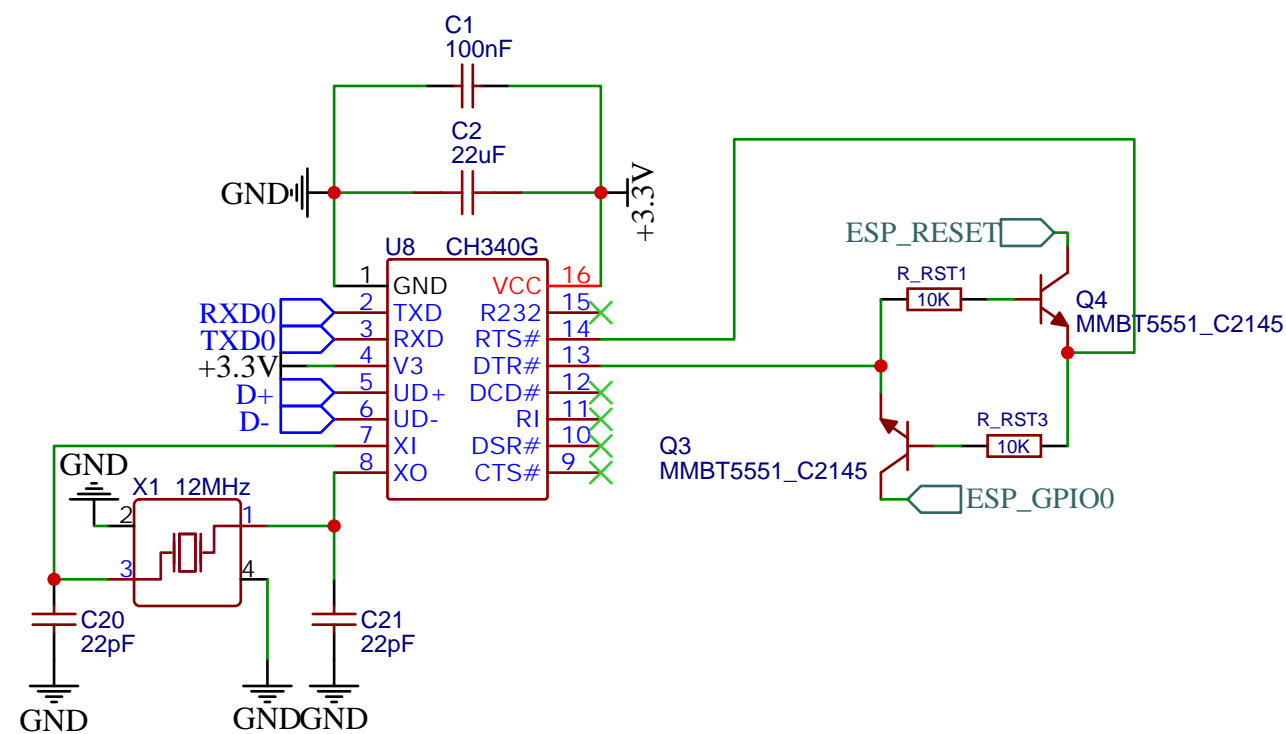 C1
100nF
C2
22uF
GND
+3.3V
U8 CH340G
1 GND VCC 16
RXD0 2 TXD R232 15
TXD0 3 RXD RTS# 14
+3.3V 4 V3 DTR# 13
D+ 5 UD+ DCD# 12
D- 6 UD- RI 11
7 XI DSR# 10
8 XO CTS# 9
ESP_RESET
R_RST1
10K
Q4
MMBT5551_C2145
R_RST3
10K
Q3
MMBT5551_C2145
ESP_GPIO0
GND
X1 12MHz
2 1
3 4
C20
22pF
C21
22pF
GND
GND
GND